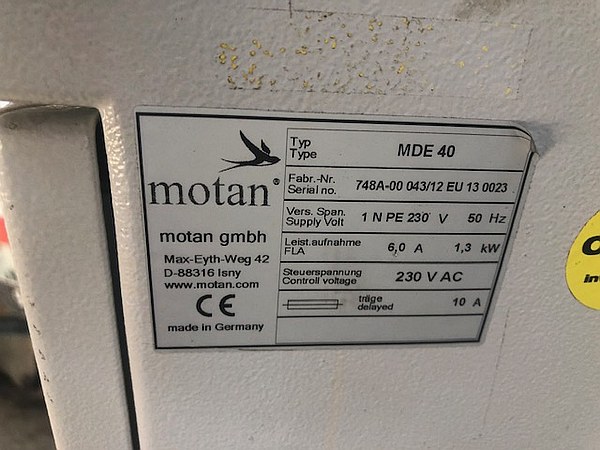 motan®
motan gmbh
Max-Eyth-Weg 42
D-88316 Isny
www.motan.com
CE
made in Germany
Typ
Type
MDE 40
Fabr.-Nr.
Serial no.
748A-00 043/12 EU 13 0023
Vers. Span.
Supply Volt
1 N PE 230 V 50 Hz
Leist.aufnahme
FLA
6,0 A 1,3 kW
Steuerspannung
Controll voltage
230 V AC
träge
delayed
10 A